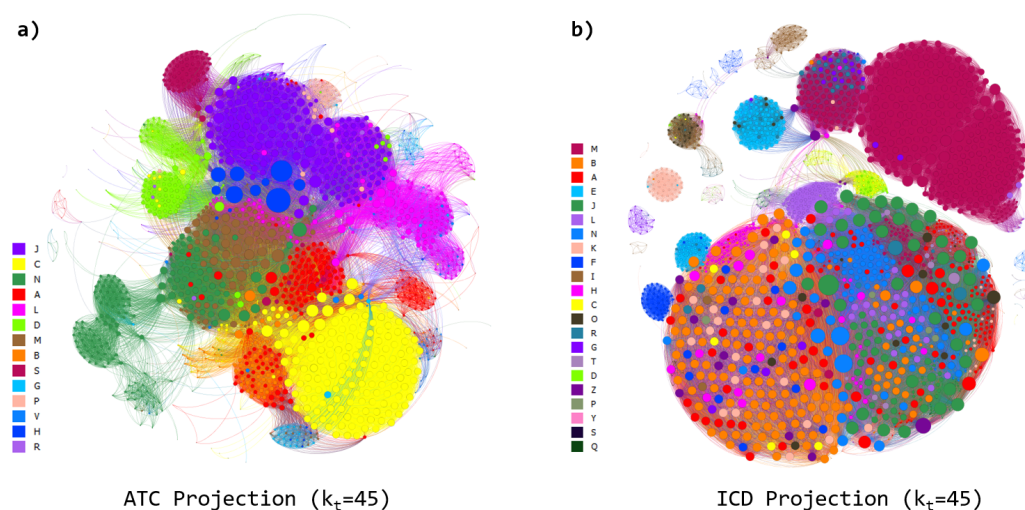 a)
J
C
N
A
L
D
M
B
S
G
P
V
H
R
ATC Projection (kt=45)
b)
M
B
A
E
J
L
N
K
F
I
H
C
O
R
G
T
D
Z
P
Y
S
Q
ICD Projection (kt=45)